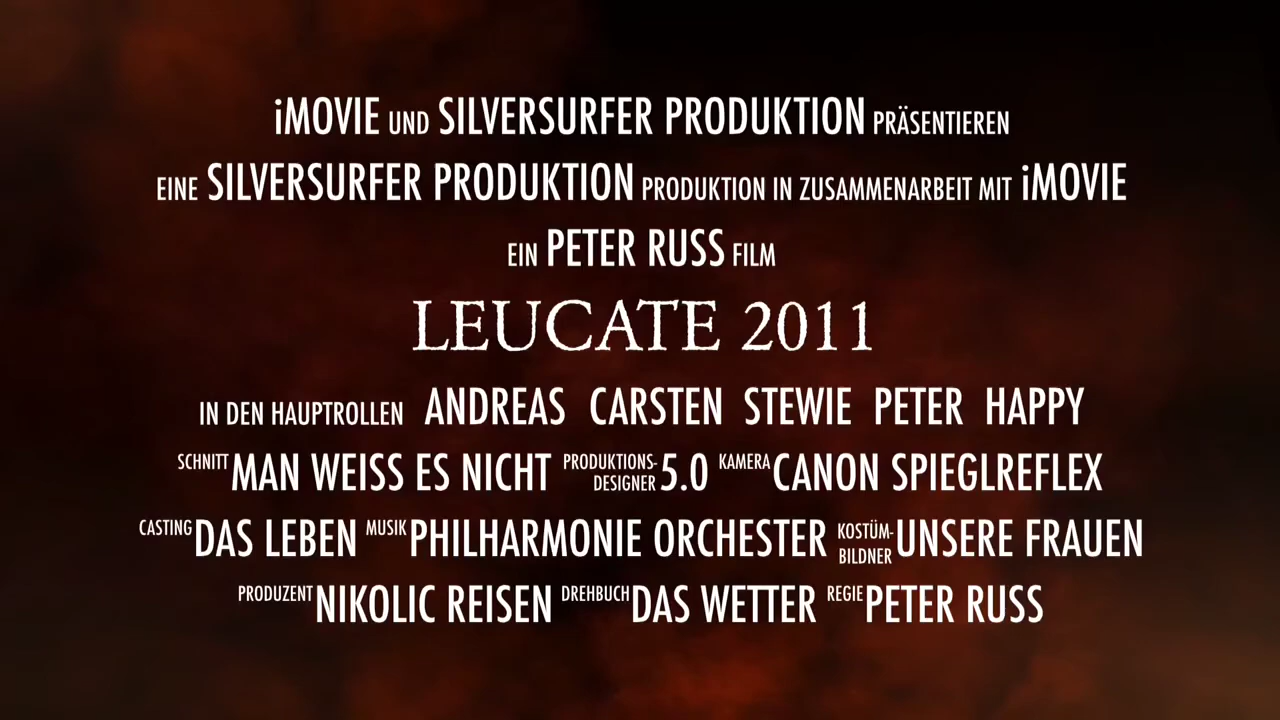 iMOVIE UND SILVERSURFER PRODUKTION PRÄSENTIEREN
EINE SILVERSURFER PRODUKTION PRODUKTION IN ZUSAMMENARBEIT MIT iMOVIE
EIN PETER RUSS FILM
LEUCATE 2011
IN DEN HAUPTROLLEN ANDREAS CARSTEN STEWIE PETER HAPPY
SCHNITT MAN WEISS ES NICHT PRODUKTIONS-DESIGNER 5.0 KAMERA CANON SPIEGLREFLEX
CASTING DAS LEBEN MUSIK PHILHARMONIE ORCHESTER KOSTÜM-BILDNER UNSERE FRAUEN
PRODUZENT NIKOLIC REISEN DREHBUCH DAS WETTER REGIE PETER RUSS